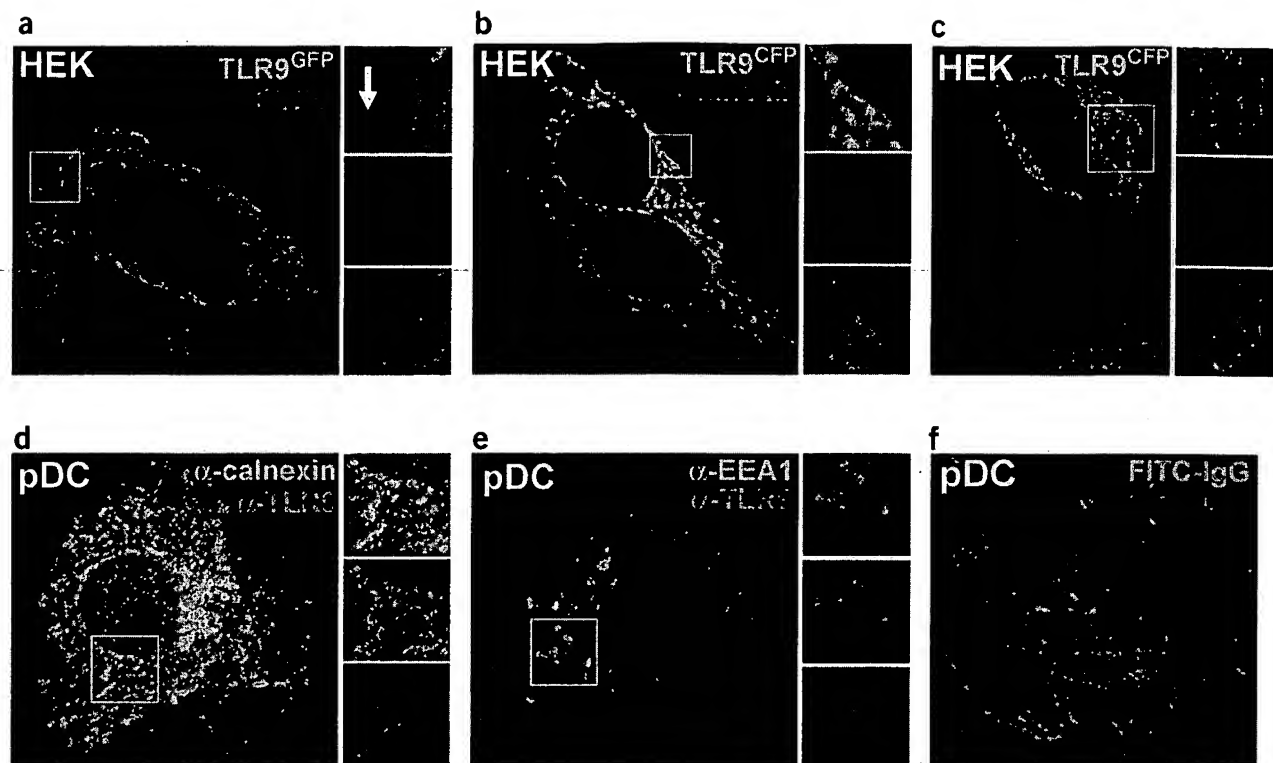 a
HEK TLR9GFP
b
HEK TLR9CFP
c
HEK TLR9CFP
d
pDC α-calnexin
e
pDC α-EEA1
f
pDC FITC-IgG